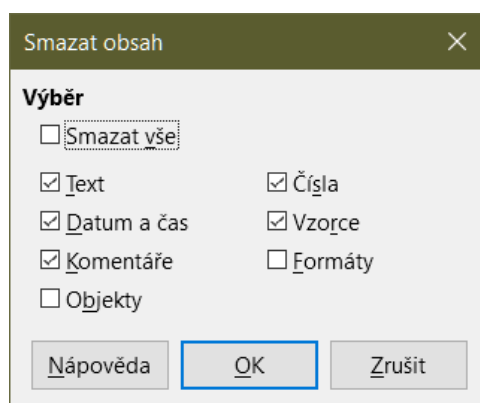 Smazat obsah
Výběr
Smazat vše
Text Čísla
Datum a čas Vzorce
Komentáře Formáty
Objekty
Nápověda OK Zrušit